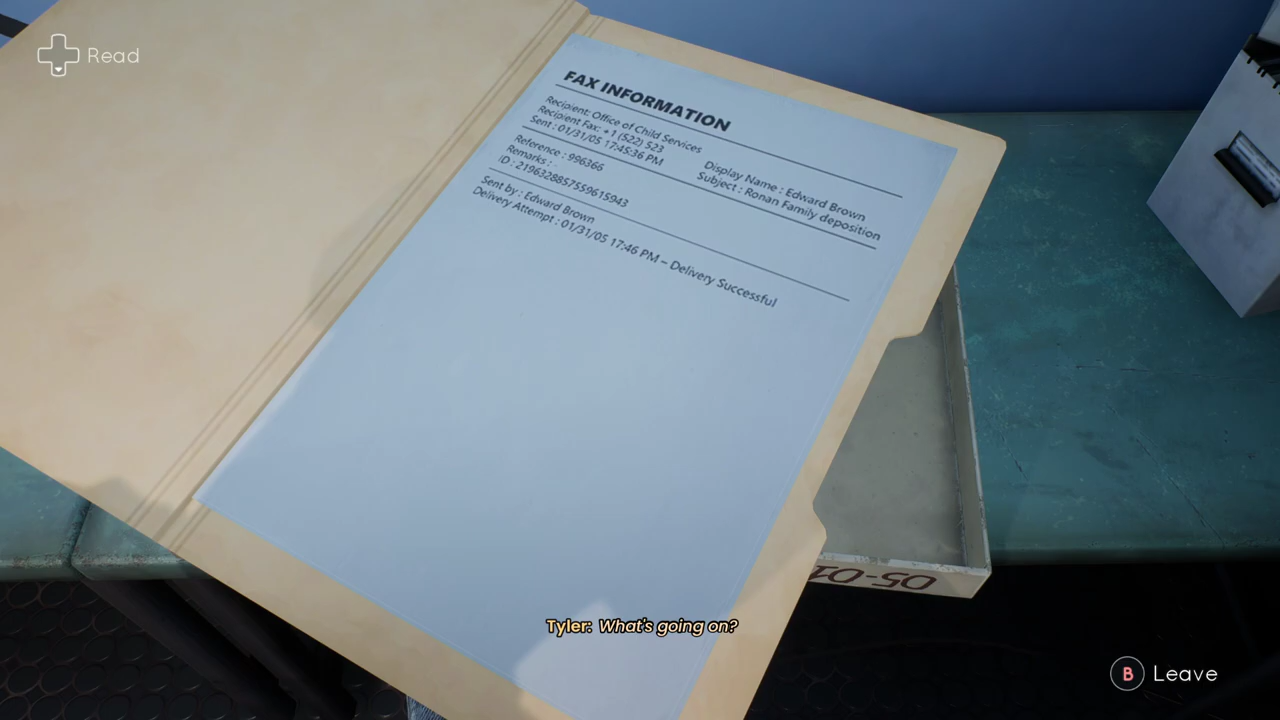 Read
FAX INFORMATION
Recipient: Office of Child Services
Recipient Fax: +1 (522) 523
Sent : 01/31/05 17:45:36 PM
Display Name : Edward Brown
Subject : Ronan Family deposition
Reference : 996366
Remarks :
ID : 2196328857559615943
Sent by : Edward Brown
Delivery Attempt : 01/31/05 17:46 PM – Delivery Successful
05-01
Tyler: What's going on?
B Leave